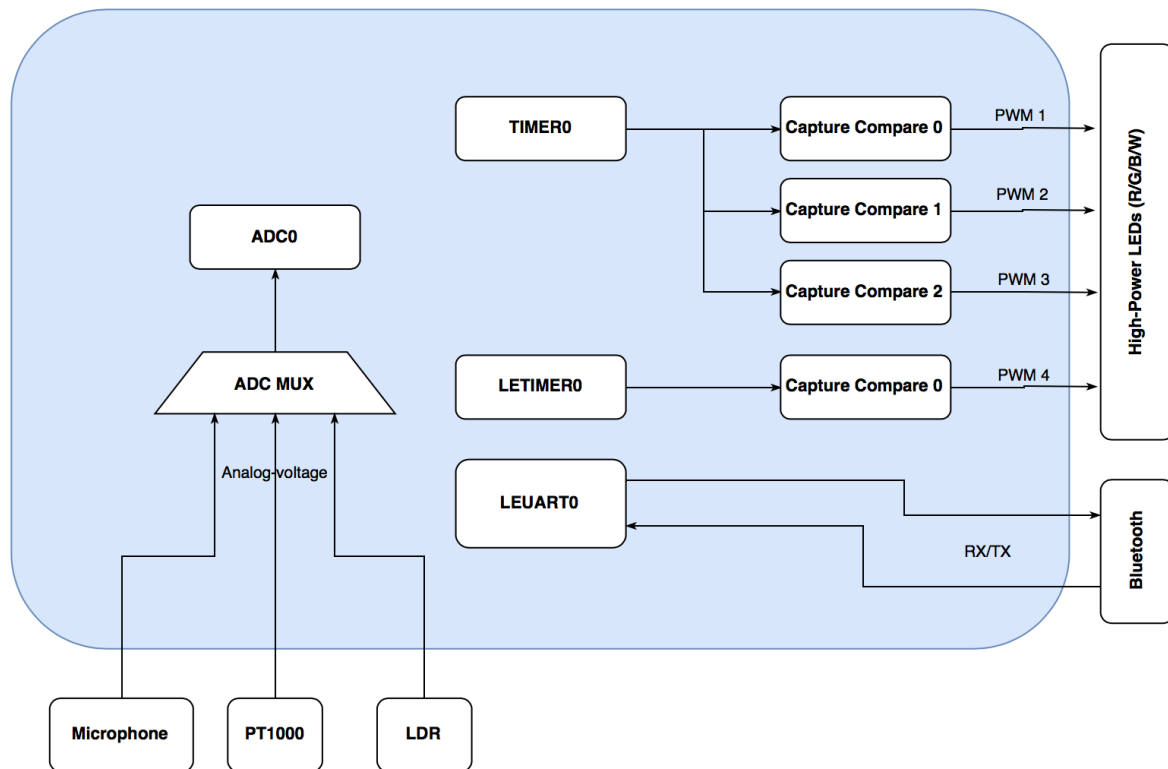 TIMER0
Capture Compare 0
PWM 1
Capture Compare 1
PWM 2
Capture Compare 2
PWM 3
High-Power LEDs (R/G/B/W)
ADC0
ADC MUX
LETIMER0
Capture Compare 0
PWM 4
Analog-voltage
LEUART0
RX/TX
Bluetooth
Microphone
PT1000
LDR